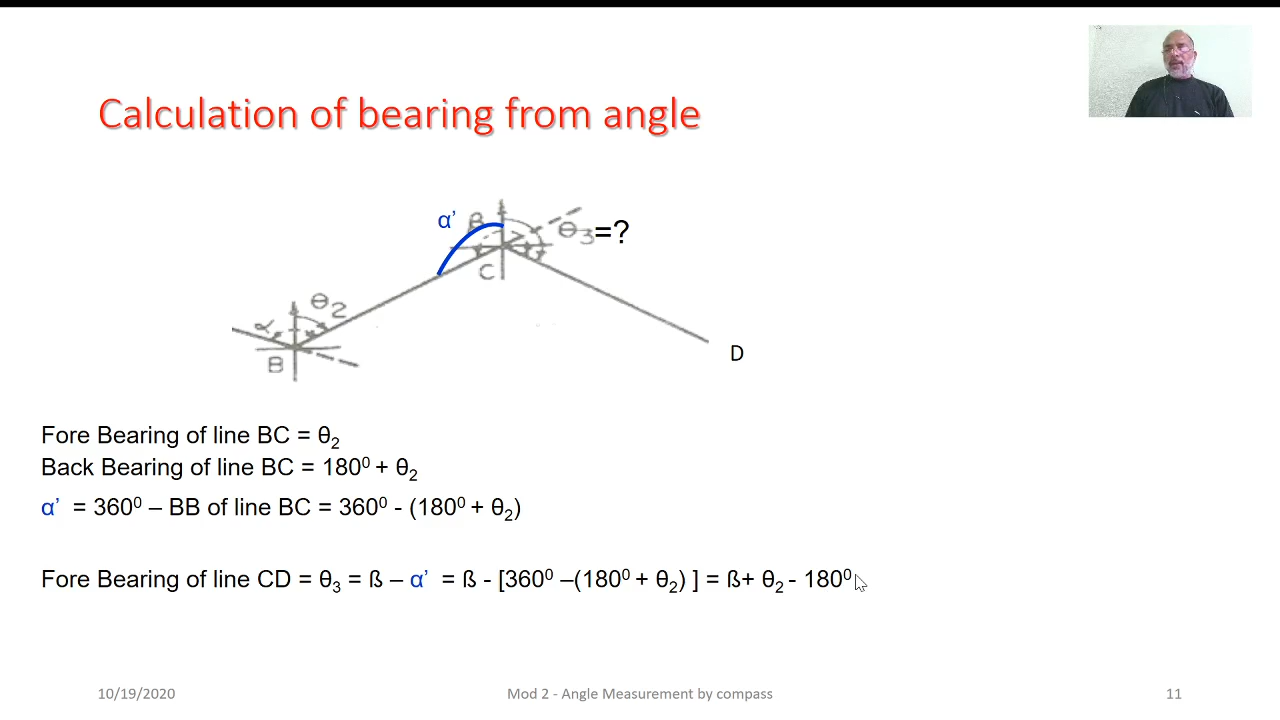 Calculation of bearing from angle
α’ β θ3=?
C
θ2
α
B
D
Fore Bearing of line BC = θ2
Back Bearing of line BC = 180⁰ + θ2
α’ = 360⁰ – BB of line BC = 360⁰ - (180⁰ + θ2)
Fore Bearing of line CD = θ3 = ß – α’ = ß - [360⁰ –(180⁰ + θ2) ] = ß+ θ2 - 180⁰
10/19/2020 Mod 2 - Angle Measurement by compass 11